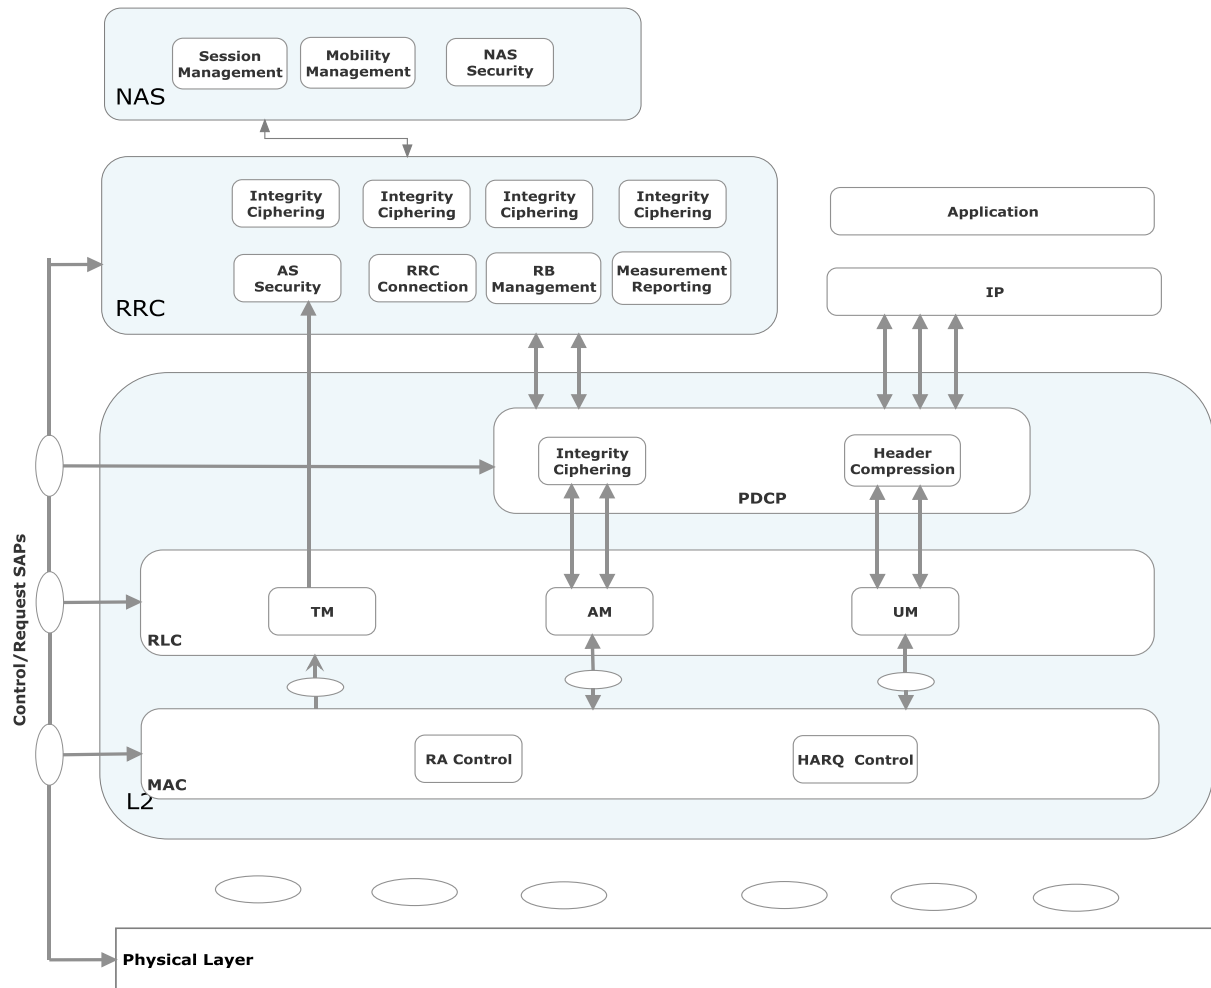 Session
Management
Mobility
Management
NAS
Security
NAS
Integrity
Ciphering
Integrity
Ciphering
Integrity
Ciphering
Integrity
Ciphering
Application
AS
Security
RRC
Connection
RB
Management
Measurement
Reporting
IP
RRC
Integrity
Ciphering
Header
Compression
PDCP
Control/Request SAPs
TM
AM
UM
RLC
RA Control
HARQ  Control
MAC
L2
Physical Layer